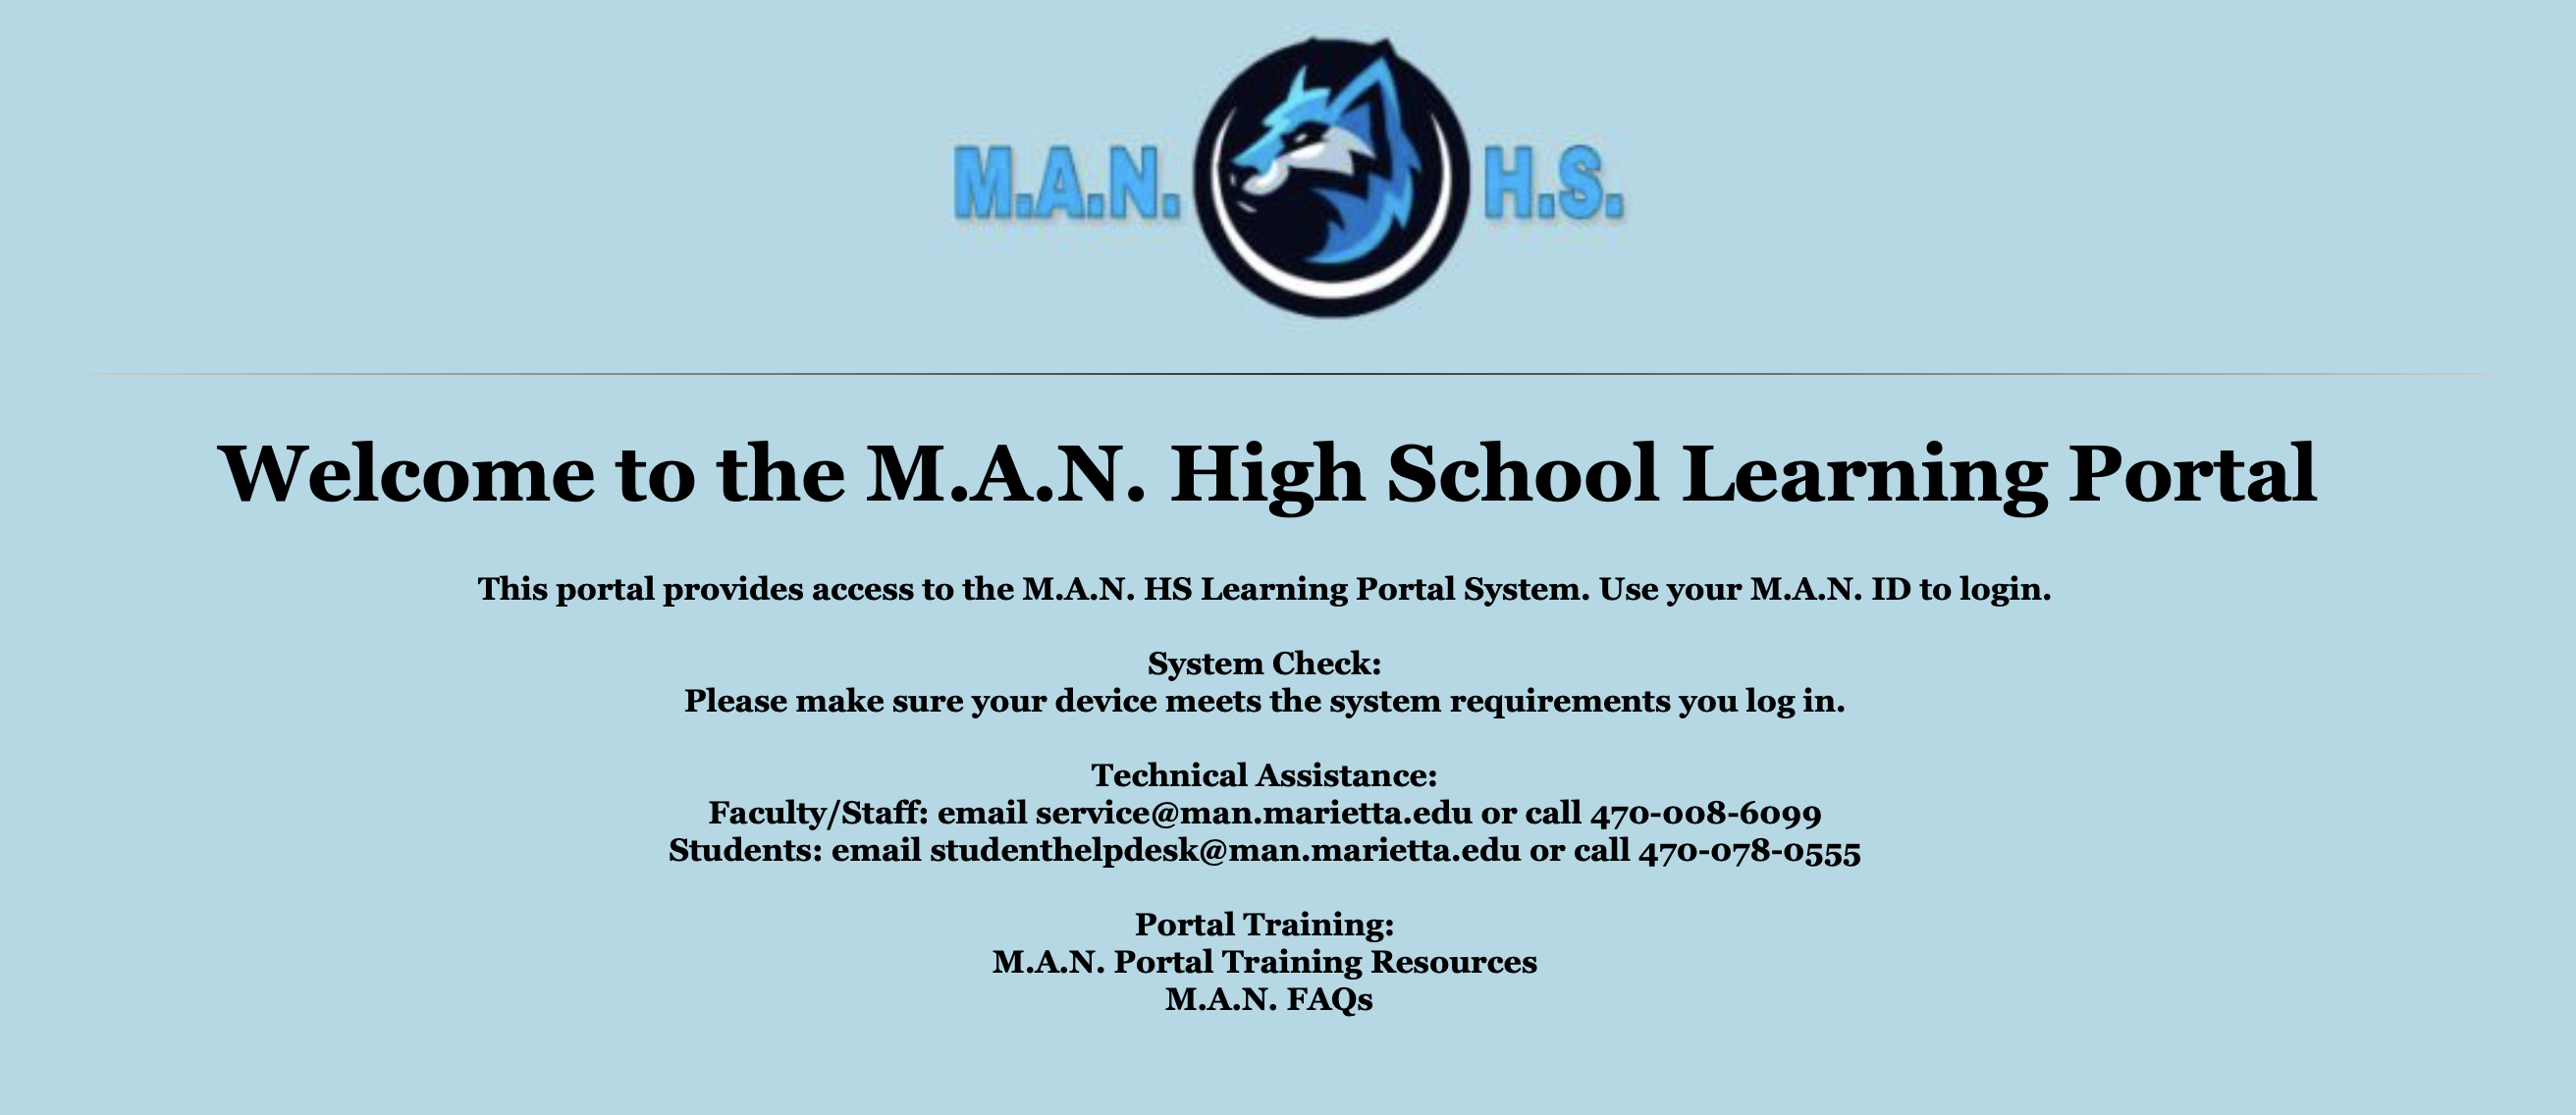 M.A.N. H.S.
Welcome to the M.A.N. High School Learning Portal
This portal provides access to the M.A.N. HS Learning Portal System. Use your M.A.N. ID to login.
System Check:
Please make sure your device meets the system requirements you log in.
Technical Assistance:
Faculty/Staff: email service@man.marietta.edu or call 470-008-6099
Students: email studenthelpdesk@man.marietta.edu or call 470-078-0555
Portal Training:
M.A.N. Portal Training Resources
M.A.N. FAQs